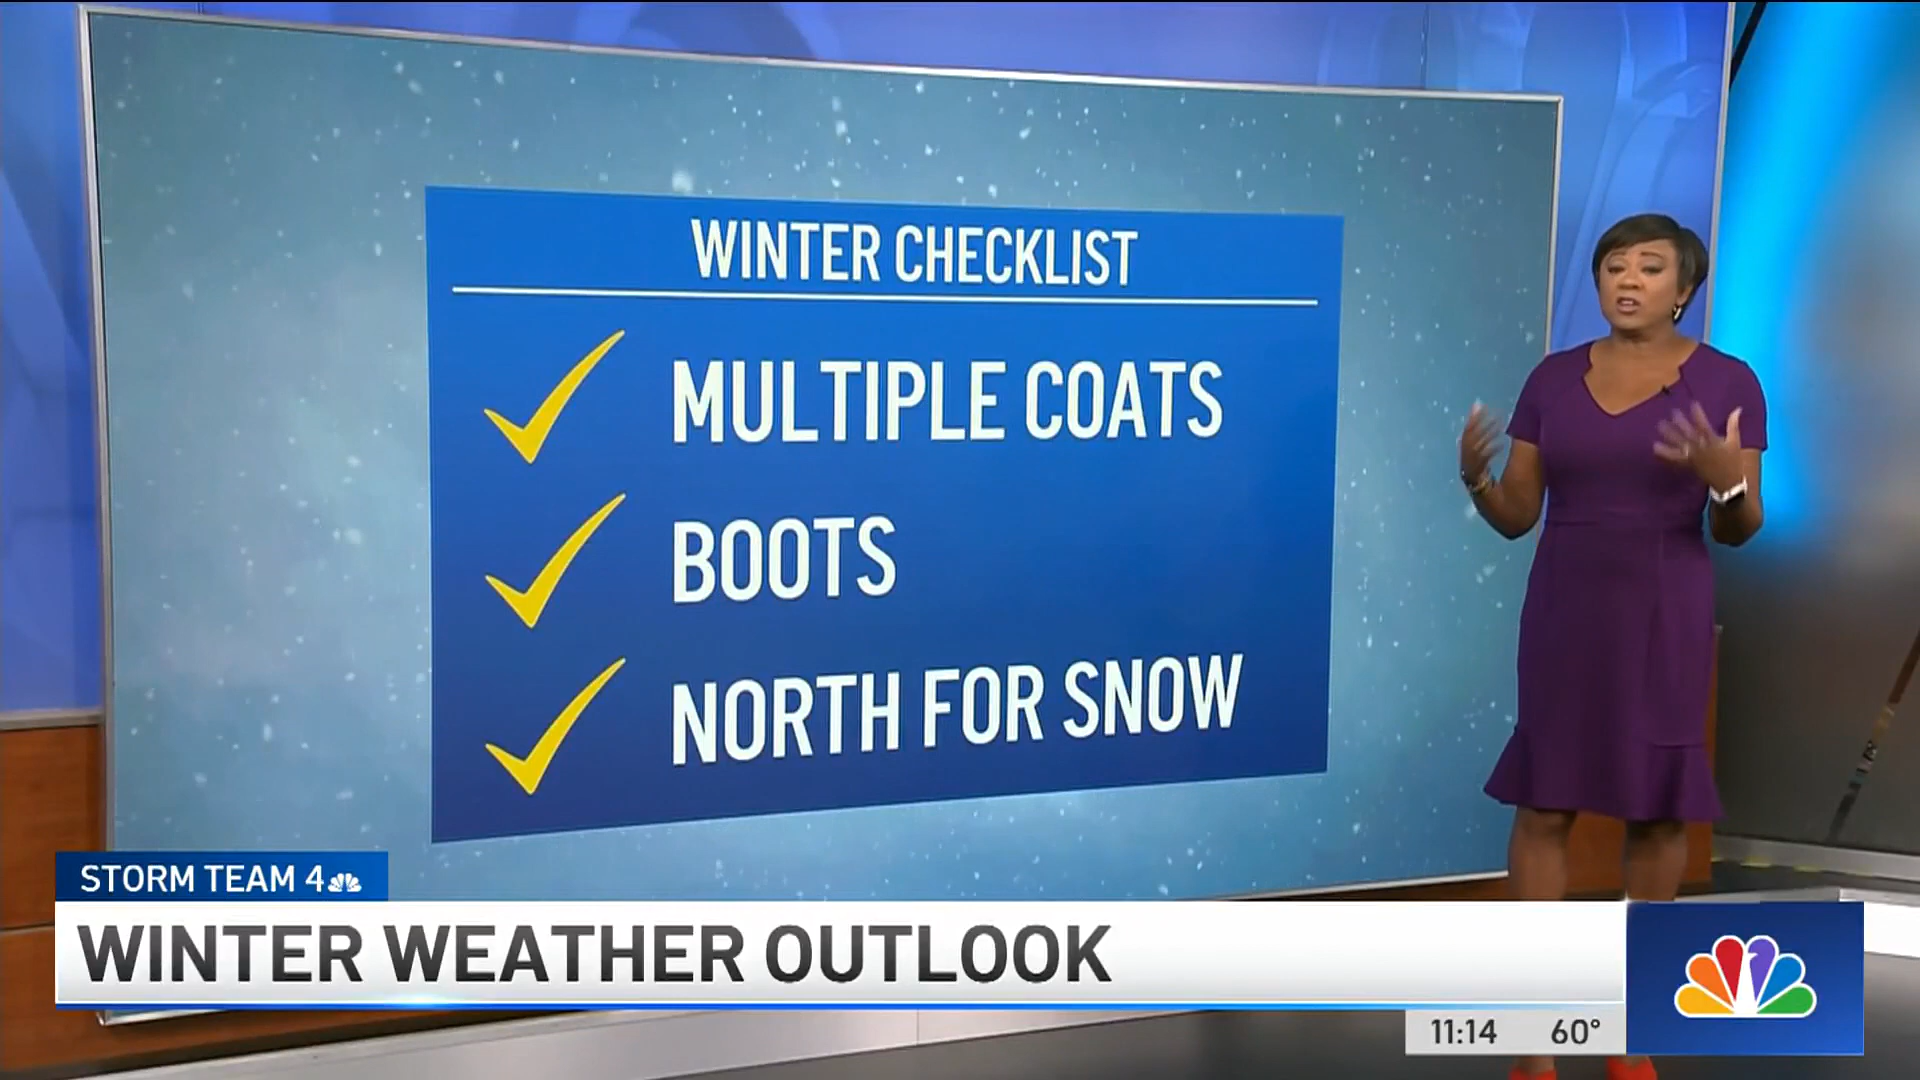 WINTER CHECKLIST
MULTIPLE COATS
BOOTS
NORTH FOR SNOW
STORM TEAM 4
WINTER WEATHER OUTLOOK
11:14 60°